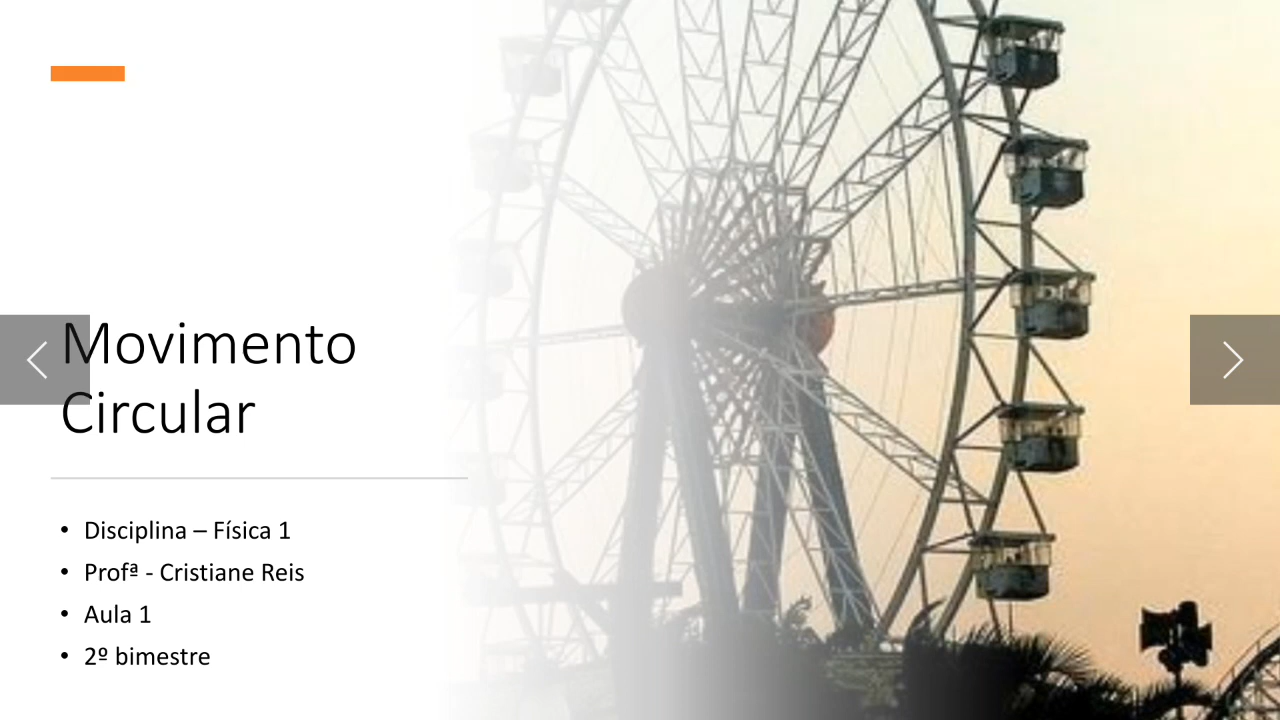 Movimento
Circular
• Disciplina – Física 1
• Profª - Cristiane Reis
• Aula 1
• 2º bimestre